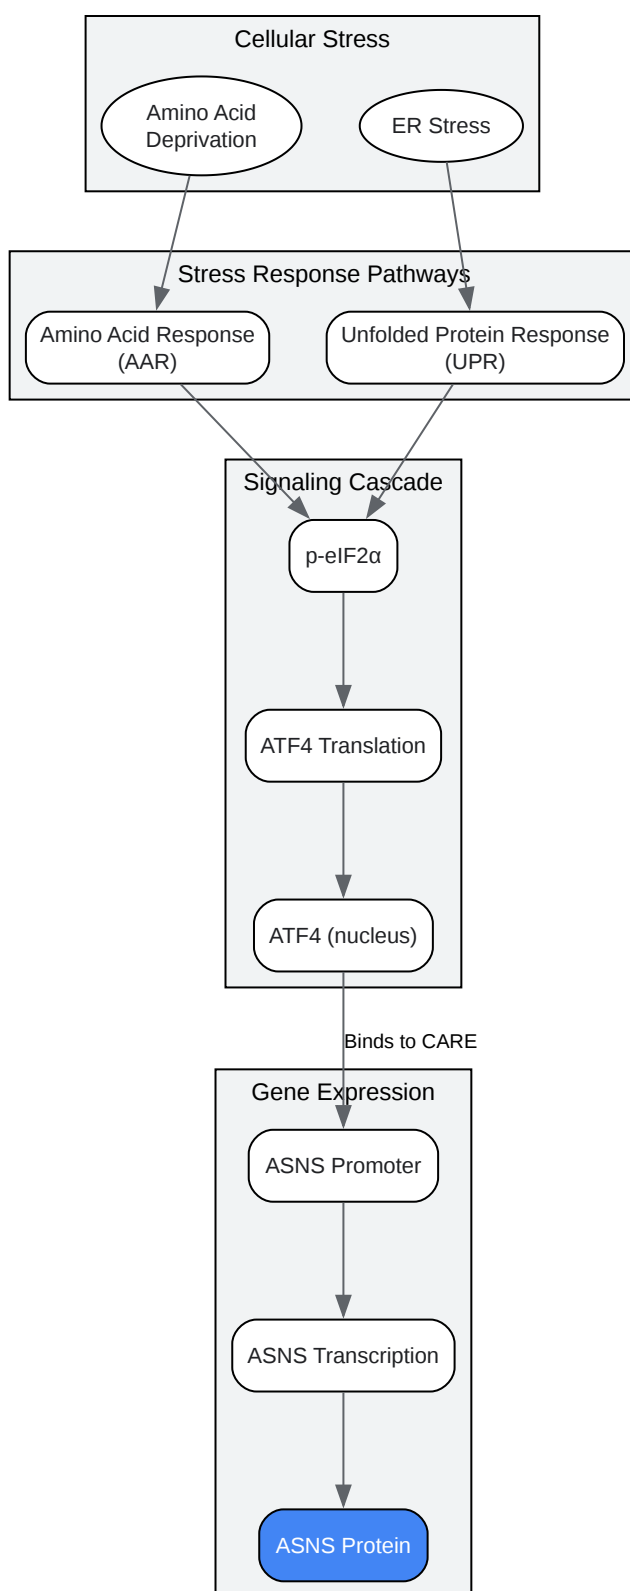 Cellular Stress
Amino Acid
Deprivation
ER Stress
Stress Response Pathways
Amino Acid Response
(AAR)
Unfolded Protein Response
(UPR)
Signaling Cascade
p-eIF2α
ATF4 Translation
ATF4 (nucleus)
Binds to CARE
Gene Expression
ASNS Promoter
ASNS Transcription
ASNS Protein